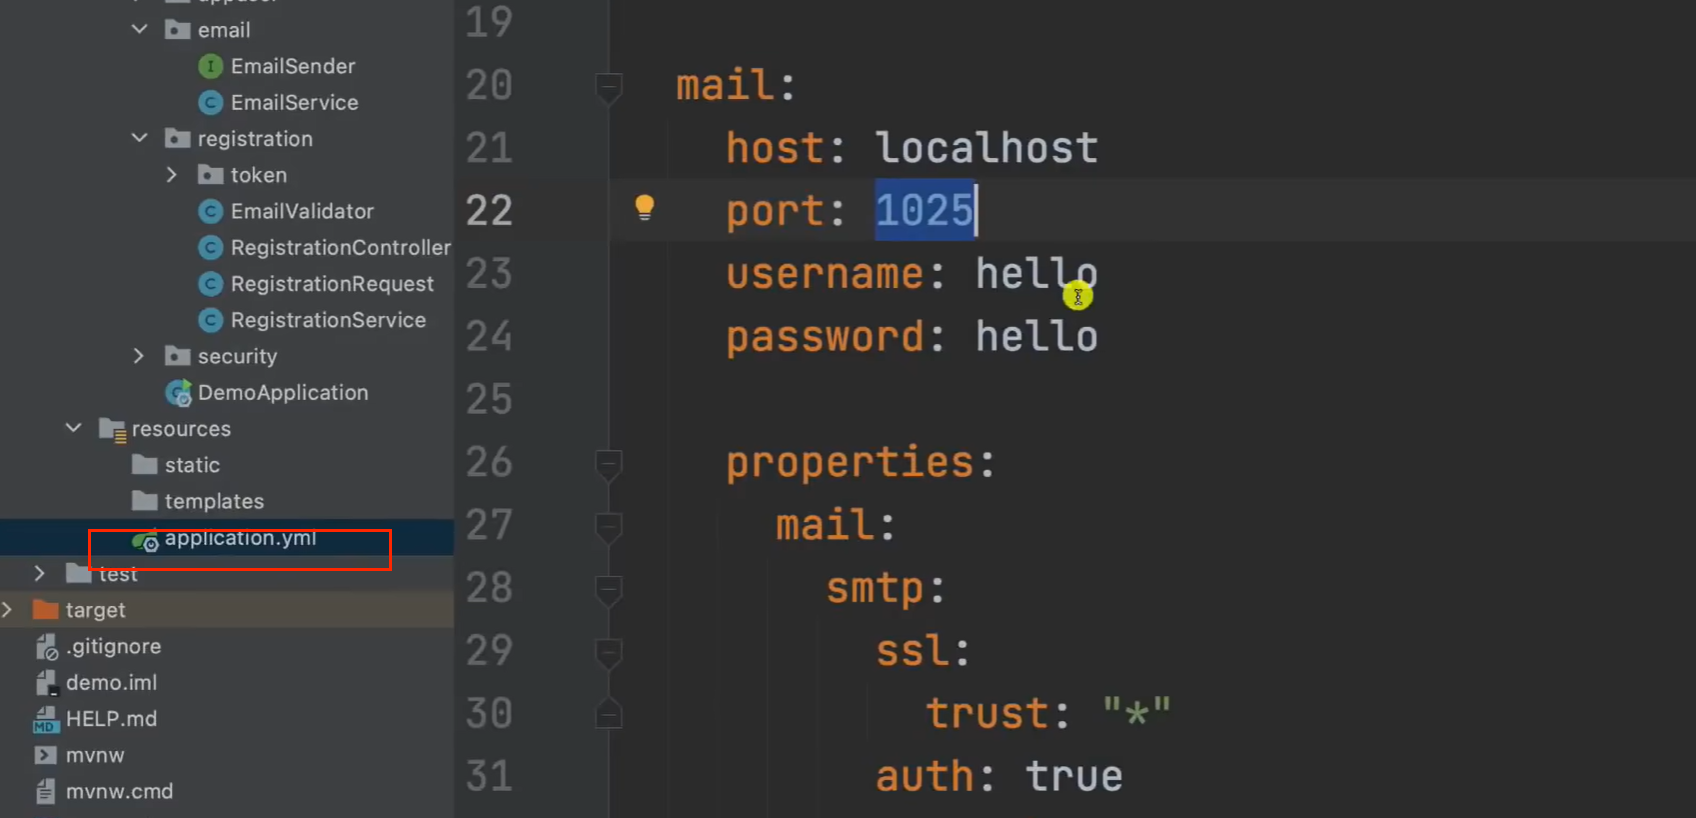 email
EmailSender
EmailService
registration
token
EmailValidator
RegistrationController
RegistrationRequest
RegistrationService
security
DemoApplication
resources
static
templates
application.yml
test
target
.gitignore
demo.iml
HELP.md
mvnw
mvnw.cmd
19
20 mail:
21 host: localhost
22 port: 1025
23 username: hello
24 password: hello
25
26 properties:
27 mail:
28 smtp:
29 ssl:
30 trust: "*"
31 auth: true